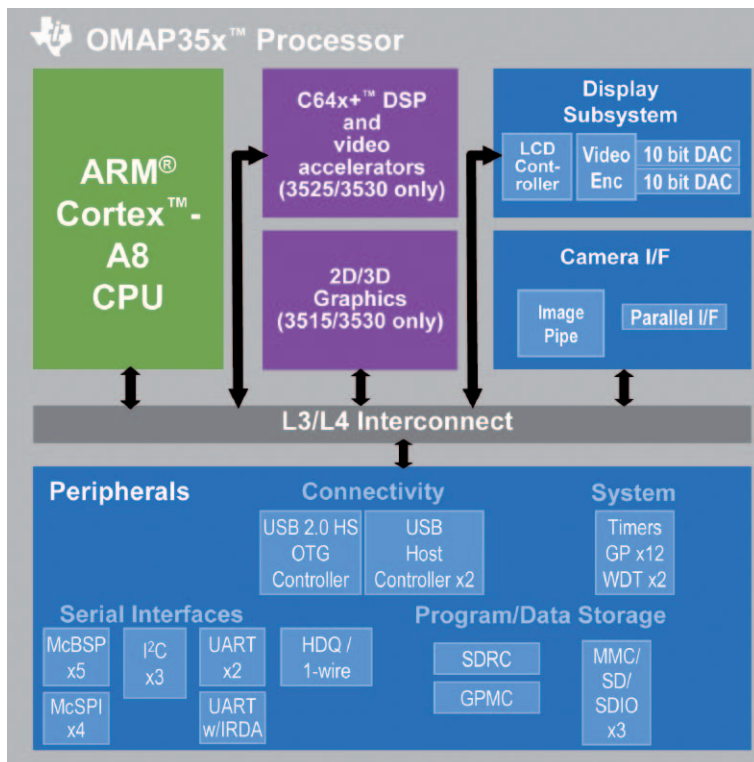 OMAP35x™ Processor
ARM®
Cortex™-
A8
CPU
C64x+™ DSP
and
video
accelerators
(3525/3530 only)
2D/3D
Graphics
(3515/3530 only)
Display
Subsystem
LCD
Cont-
roller
Video
Enc
10 bit DAC
10 bit DAC
Camera I/F
Image
Pipe
Parallel I/F
L3/L4 Interconnect
Peripherals
Connectivity
USB 2.0 HS
OTG
Controller
USB
Host
Controller x2
System
Timers
GP x12
WDT x2
Serial Interfaces
McBSP
x5
McSPI
x4
I²C
x3
UART
x2
UART
w/IRDA
HDQ /
1-wire
Program/Data Storage
SDRC
GPMC
MMC/
SD/
SDIO
x3